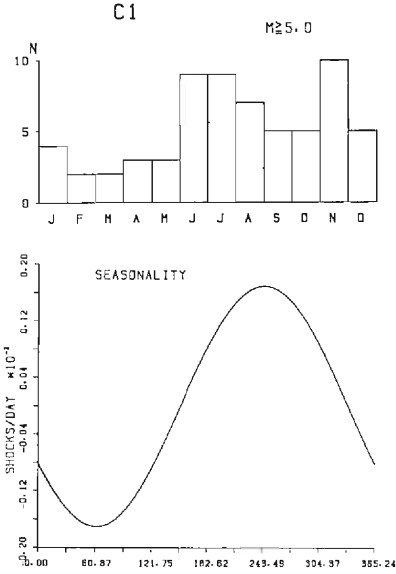 C1
M≧5.0
N
10
5
0
J F M A M J J A S O N D
SEASONALITY
SHOCKS/DAY ×10⁻²
0.20
0.12
0.04
-0.04
-0.12
-0.20
0.00 60.87 121.75 182.62 243.49 304.37 365.24